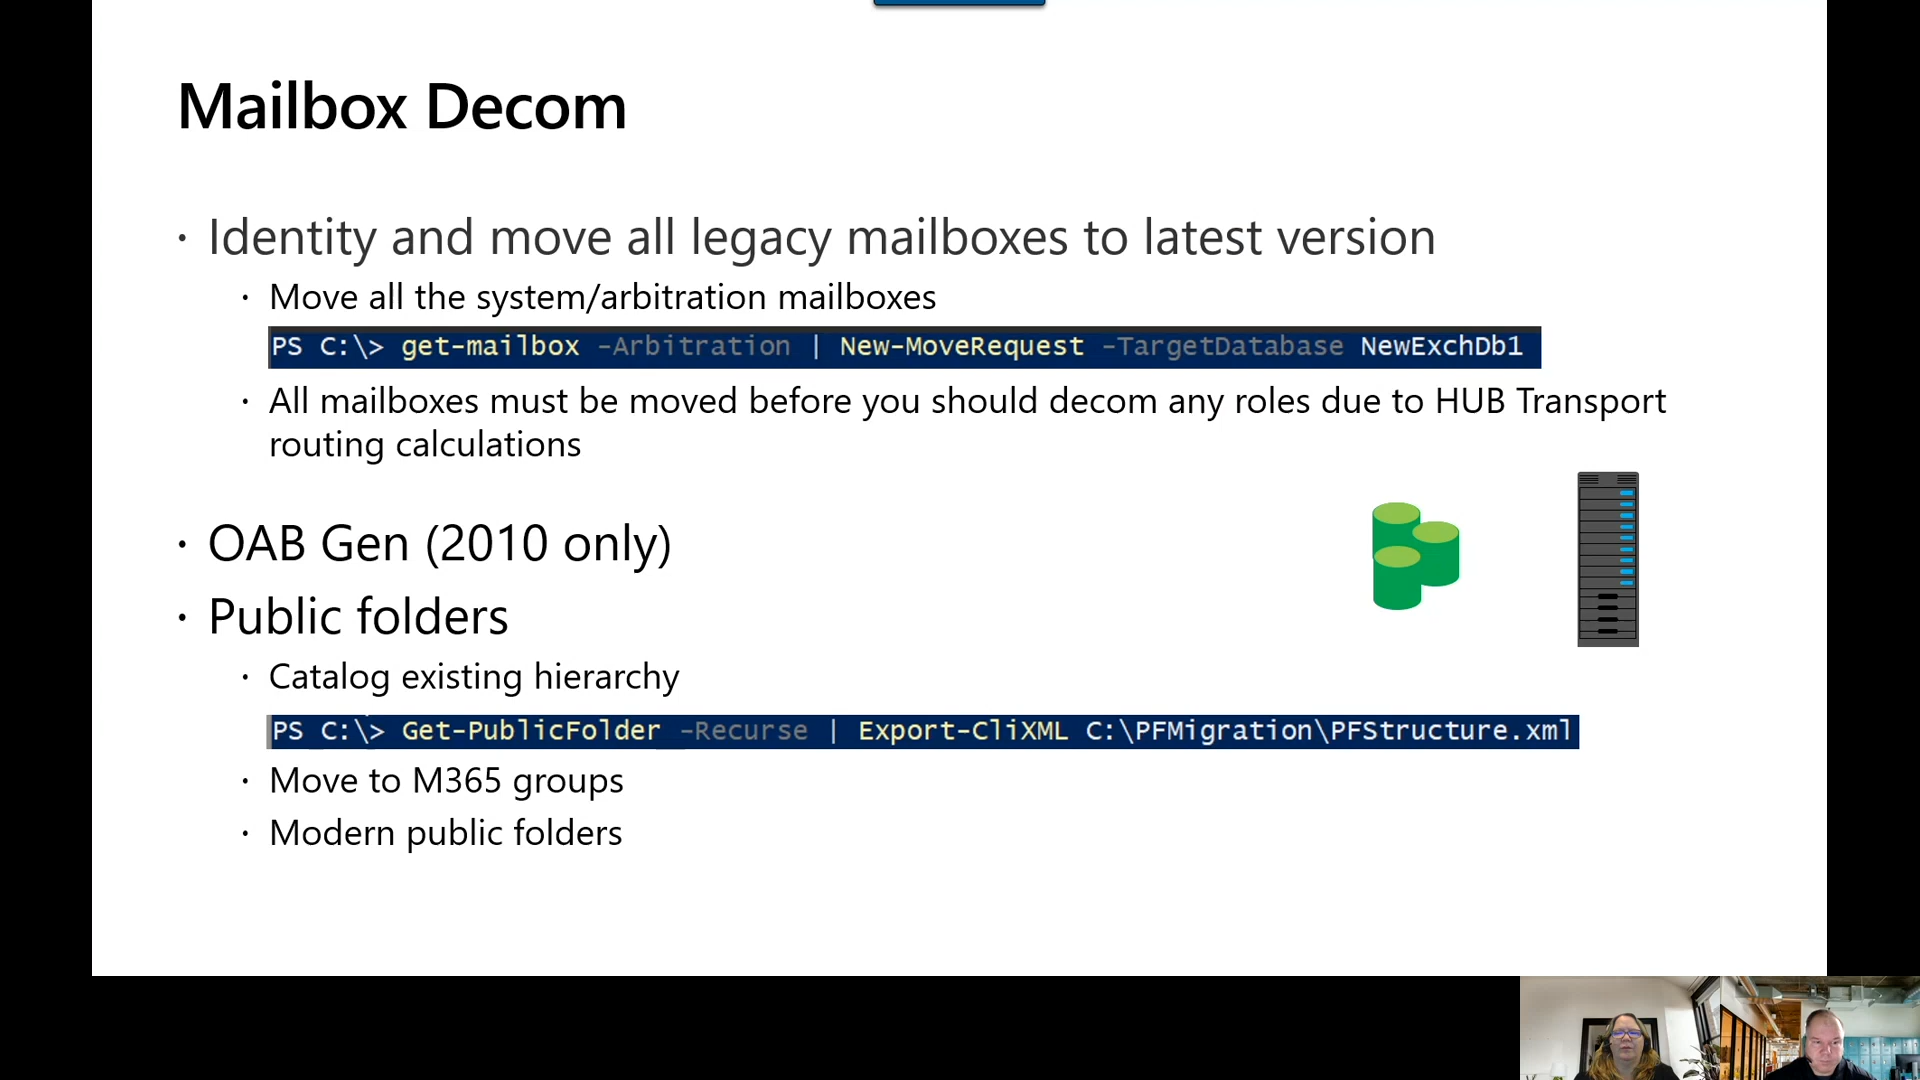 Mailbox Decom
· Identity and move all legacy mailboxes to latest version
· Move all the system/arbitration mailboxes
PS C:\> get-mailbox -Arbitration | New-MoveRequest -TargetDatabase NewExchDb1
· All mailboxes must be moved before you should decom any roles due to HUB Transport
routing calculations
· OAB Gen (2010 only)
· Public folders
· Catalog existing hierarchy
PS C:\> Get-PublicFolder -Recurse | Export-CliXML C:\PFMigration\PFStructure.xml
· Move to M365 groups
· Modern public folders